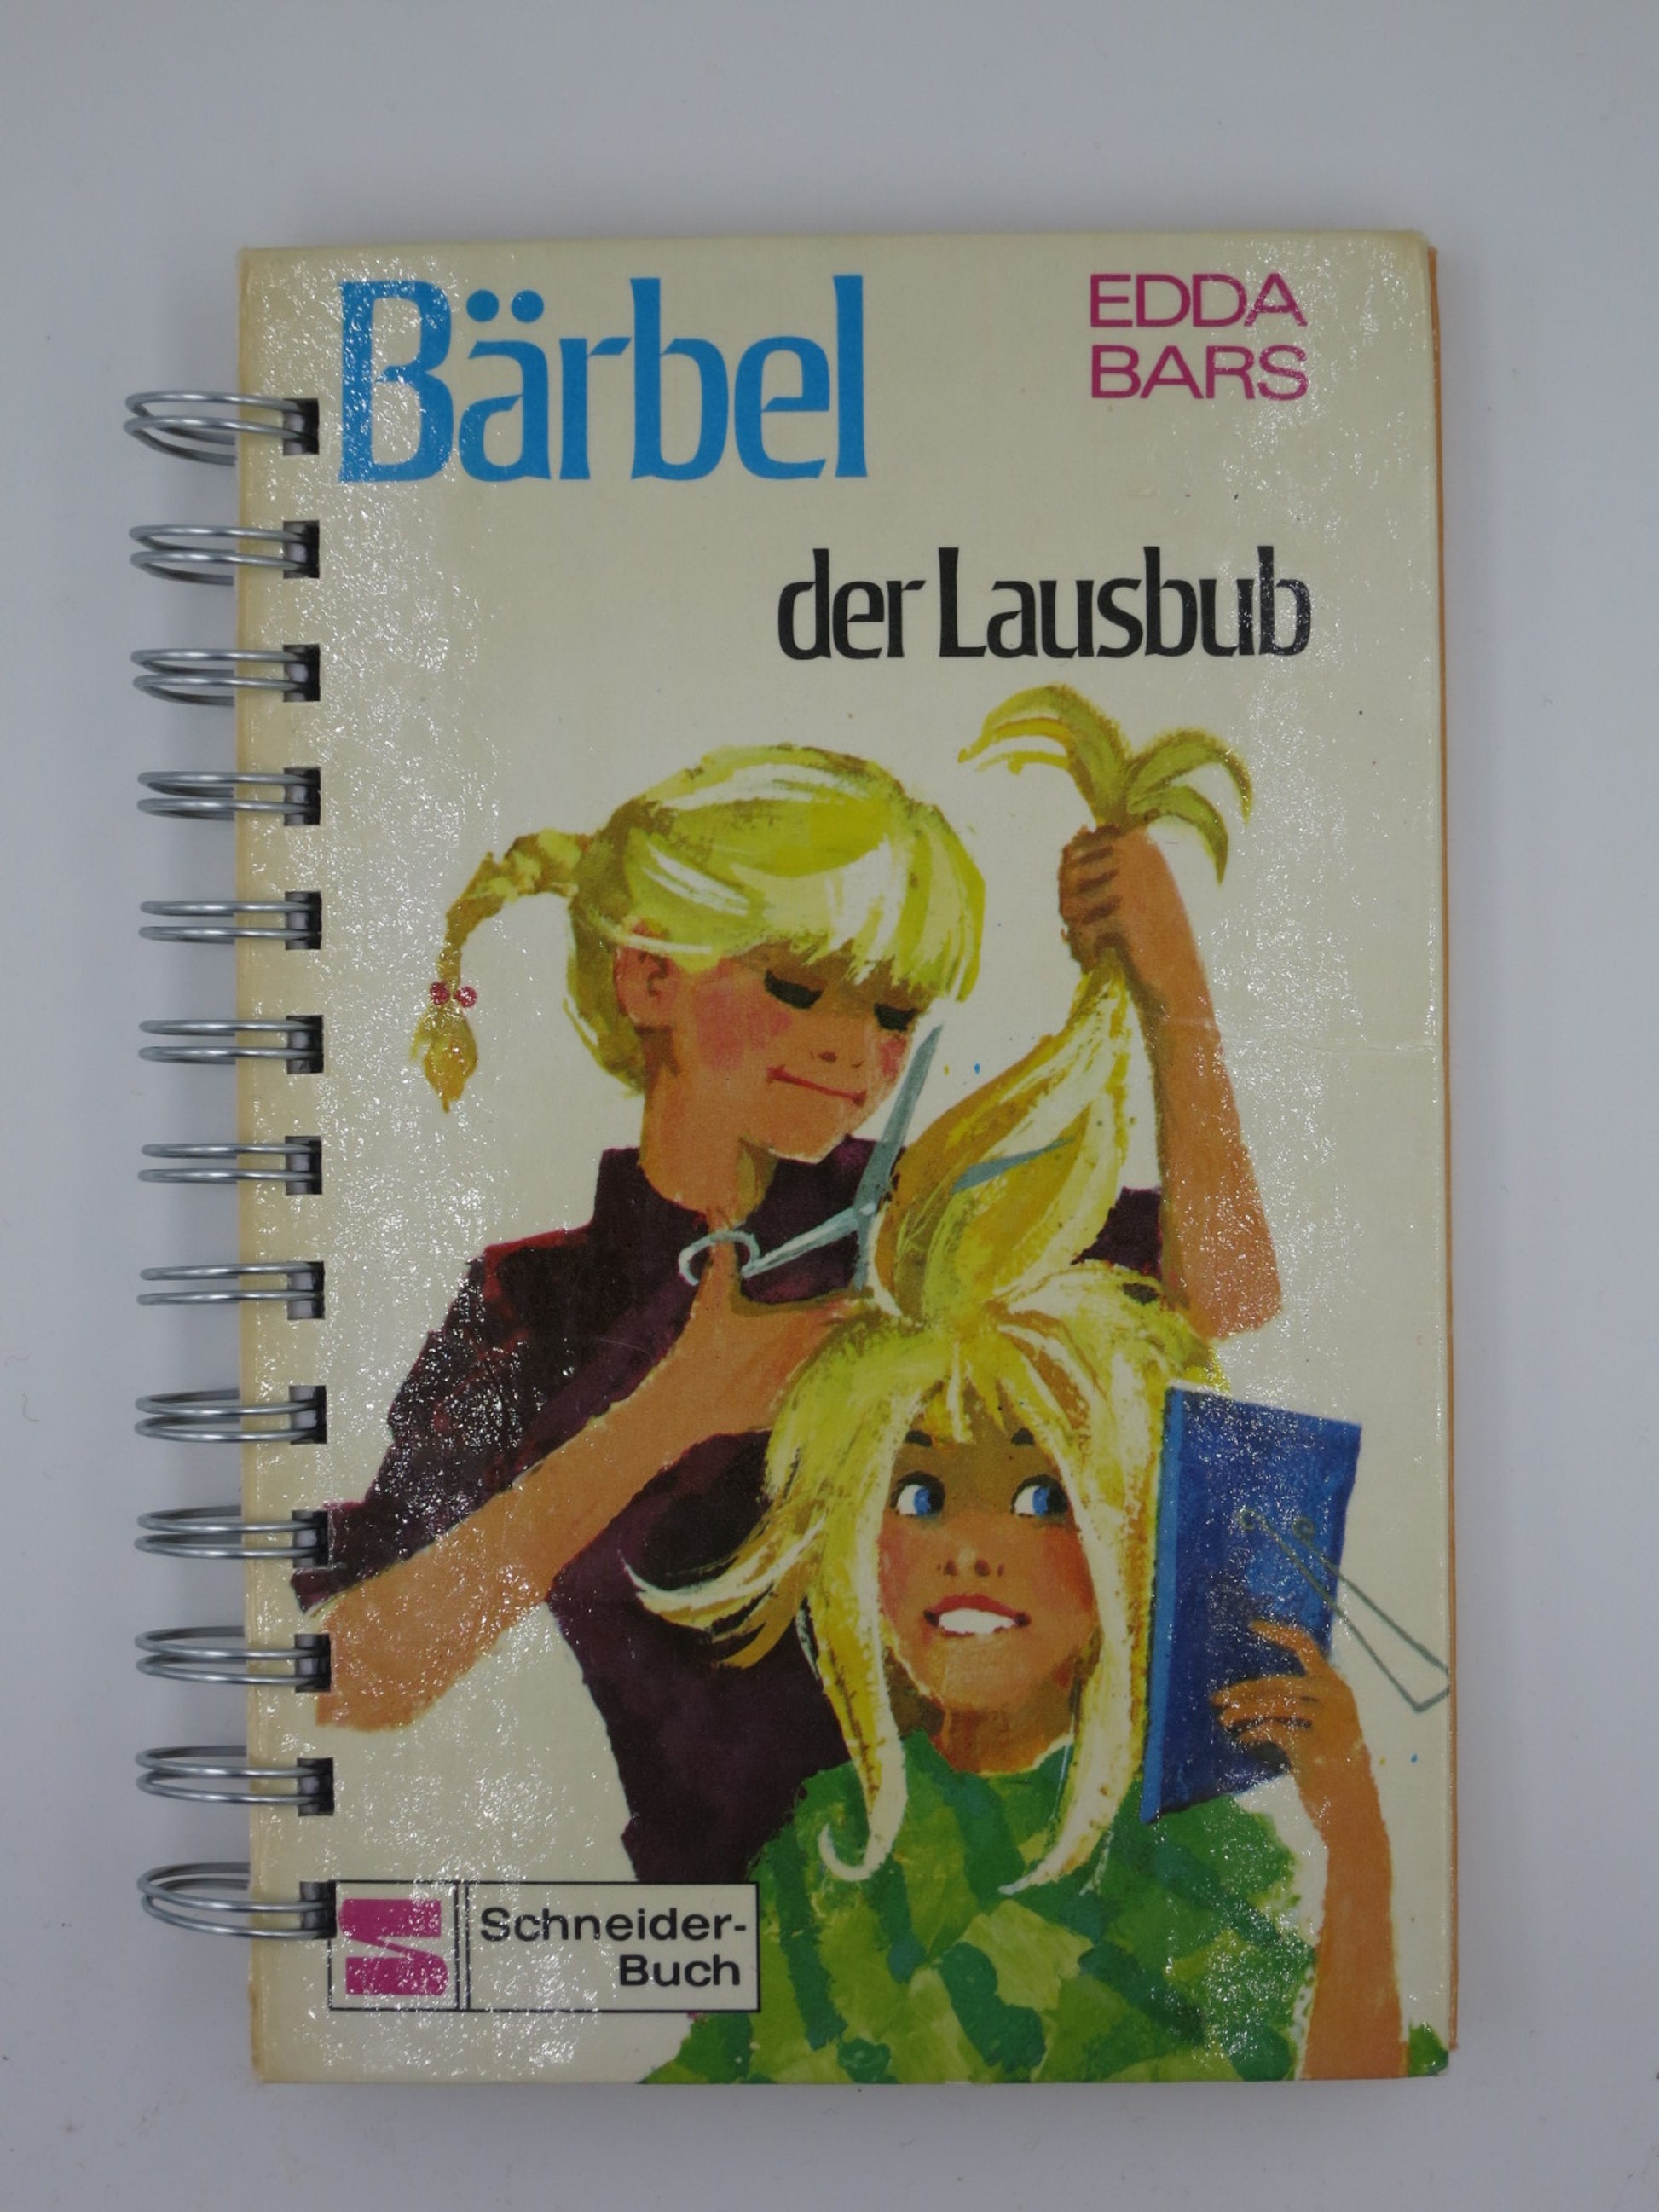 Bärbel
EDDA
BARS
der Lausbub
Schneider-
Buch